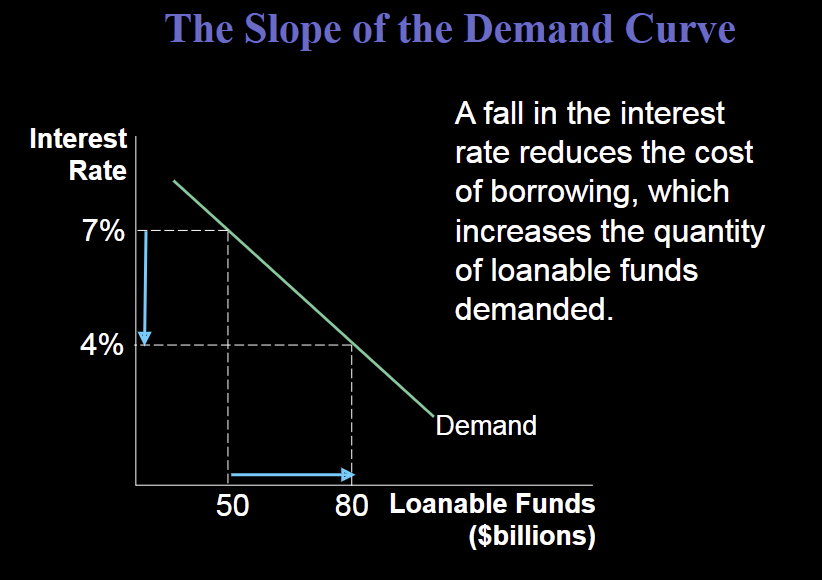 The Slope of the Demand Curve
A fall in the interest
rate reduces the cost
of borrowing, which
increases the quantity
of loanable funds
demanded.
Interest
Rate
7%
4%
Demand
50
80
Loanable Funds
($billions)